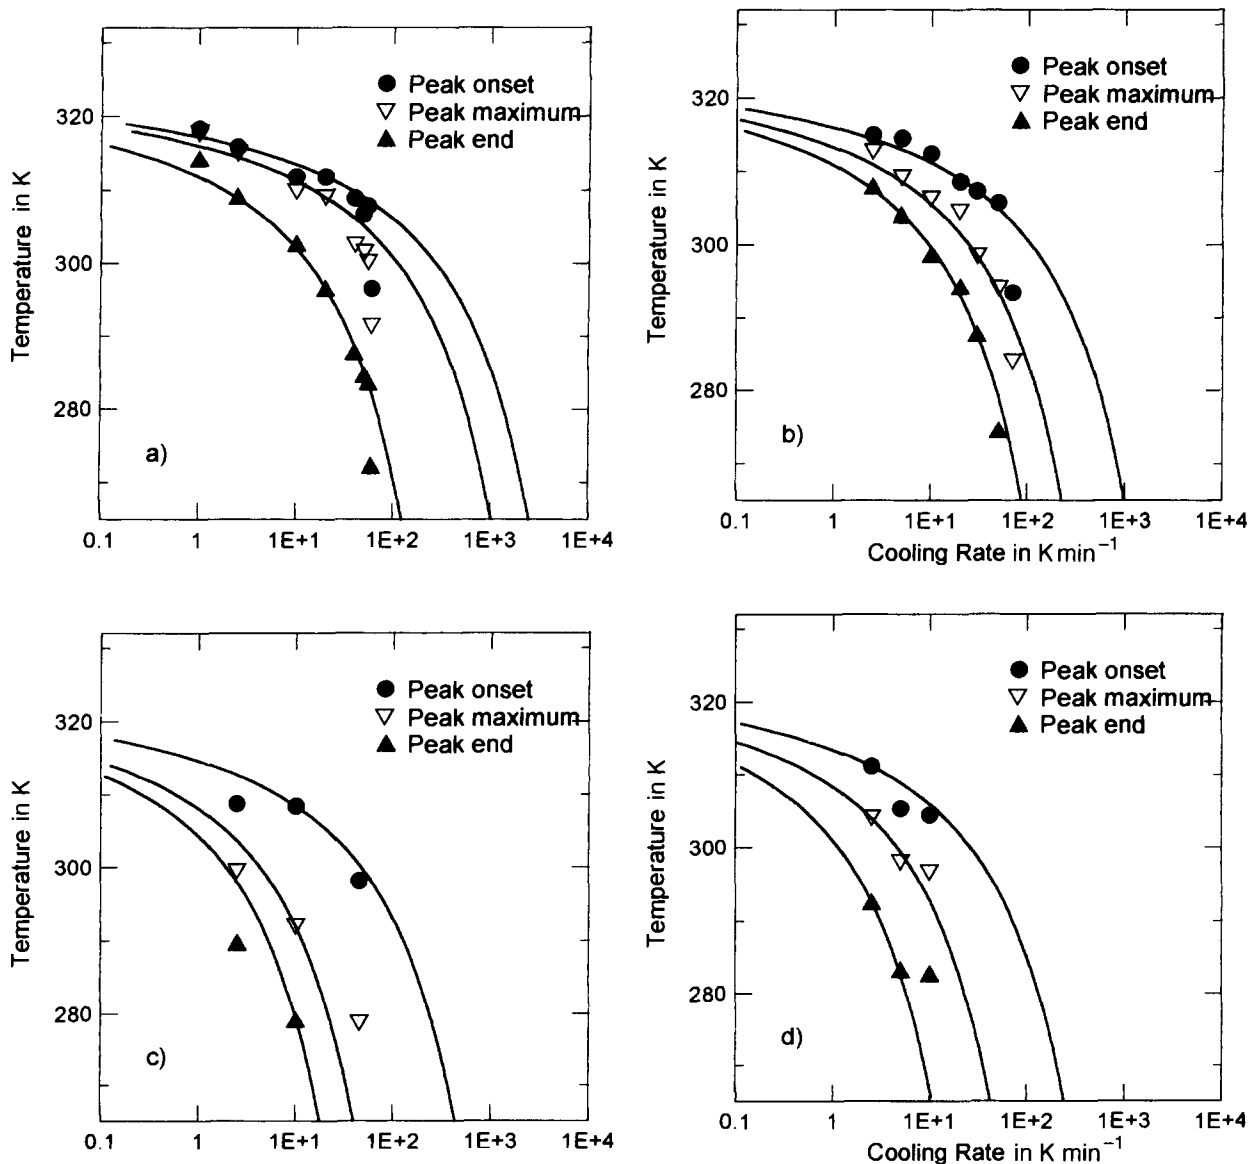 Peak onset
Peak maximum
Peak end
320
300
280
Temperature in K
a)
0.1 1 1E+1 1E+2 1E+3 1E+4
Peak onset
Peak maximum
Peak end
320
300
280
Temperature in K
b)
0.1 1 1E+1 1E+2 1E+3 1E+4
Cooling Rate in K min⁻¹
Peak onset
Peak maximum
Peak end
320
300
280
Temperature in K
c)
0.1 1 1E+1 1E+2 1E+3 1E+4
Peak onset
Peak maximum
Peak end
320
300
280
Temperature in K
d)
0.1 1 1E+1 1E+2 1E+3 1E+4
Cooling Rate in K min⁻¹